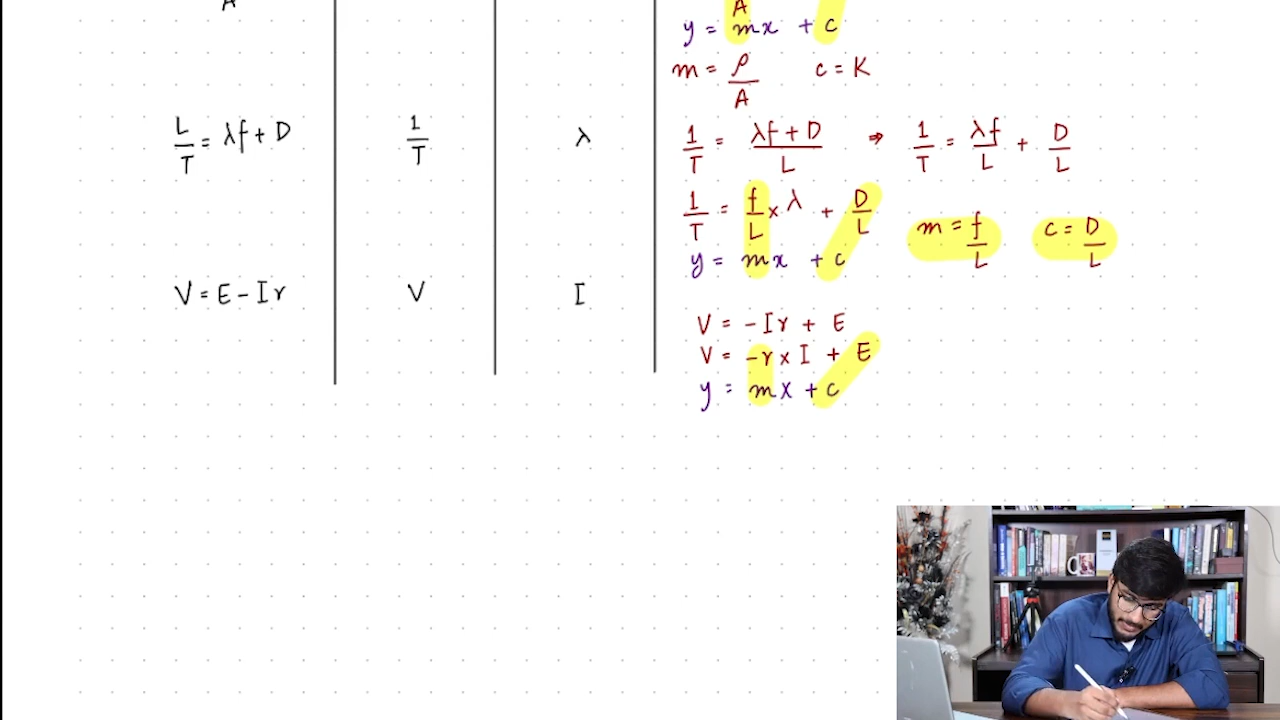 A
A
y = mx + c
m = ρ/A c = K
L/T = λf + D 1/T λ 1/T = (λf + D)/L ⇒ 1/T = λf/L + D/L
1/T = f/L × λ + D/L m = f/L c = D/L
y = mx + c
V = E - Ir V I
V = -Ir + E
V = -r × I + E
y = mx + c